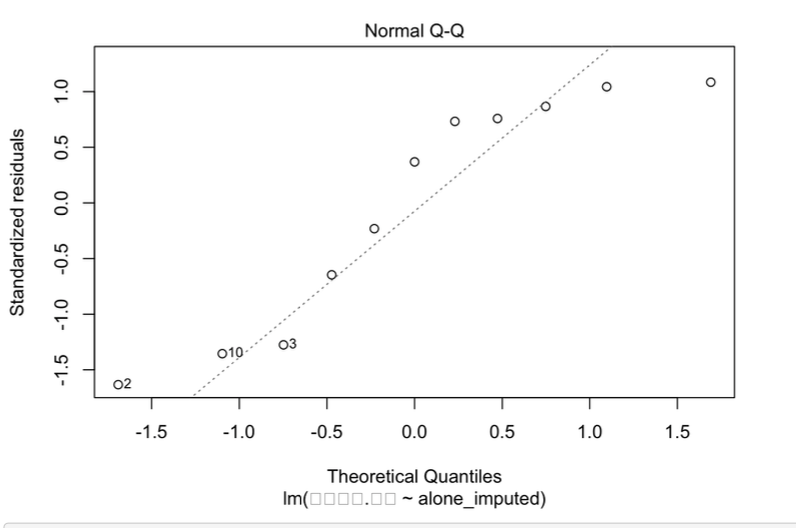 Normal Q-Q
Standardized residuals
1.0
0.5
0.0
-0.5
-1.0
-1.5
2
10
3
-1.5 -1.0 -0.5 0.0 0.5 1.0 1.5
Theoretical Quantiles
lm(□□□□.□□ ~ alone_imputed)